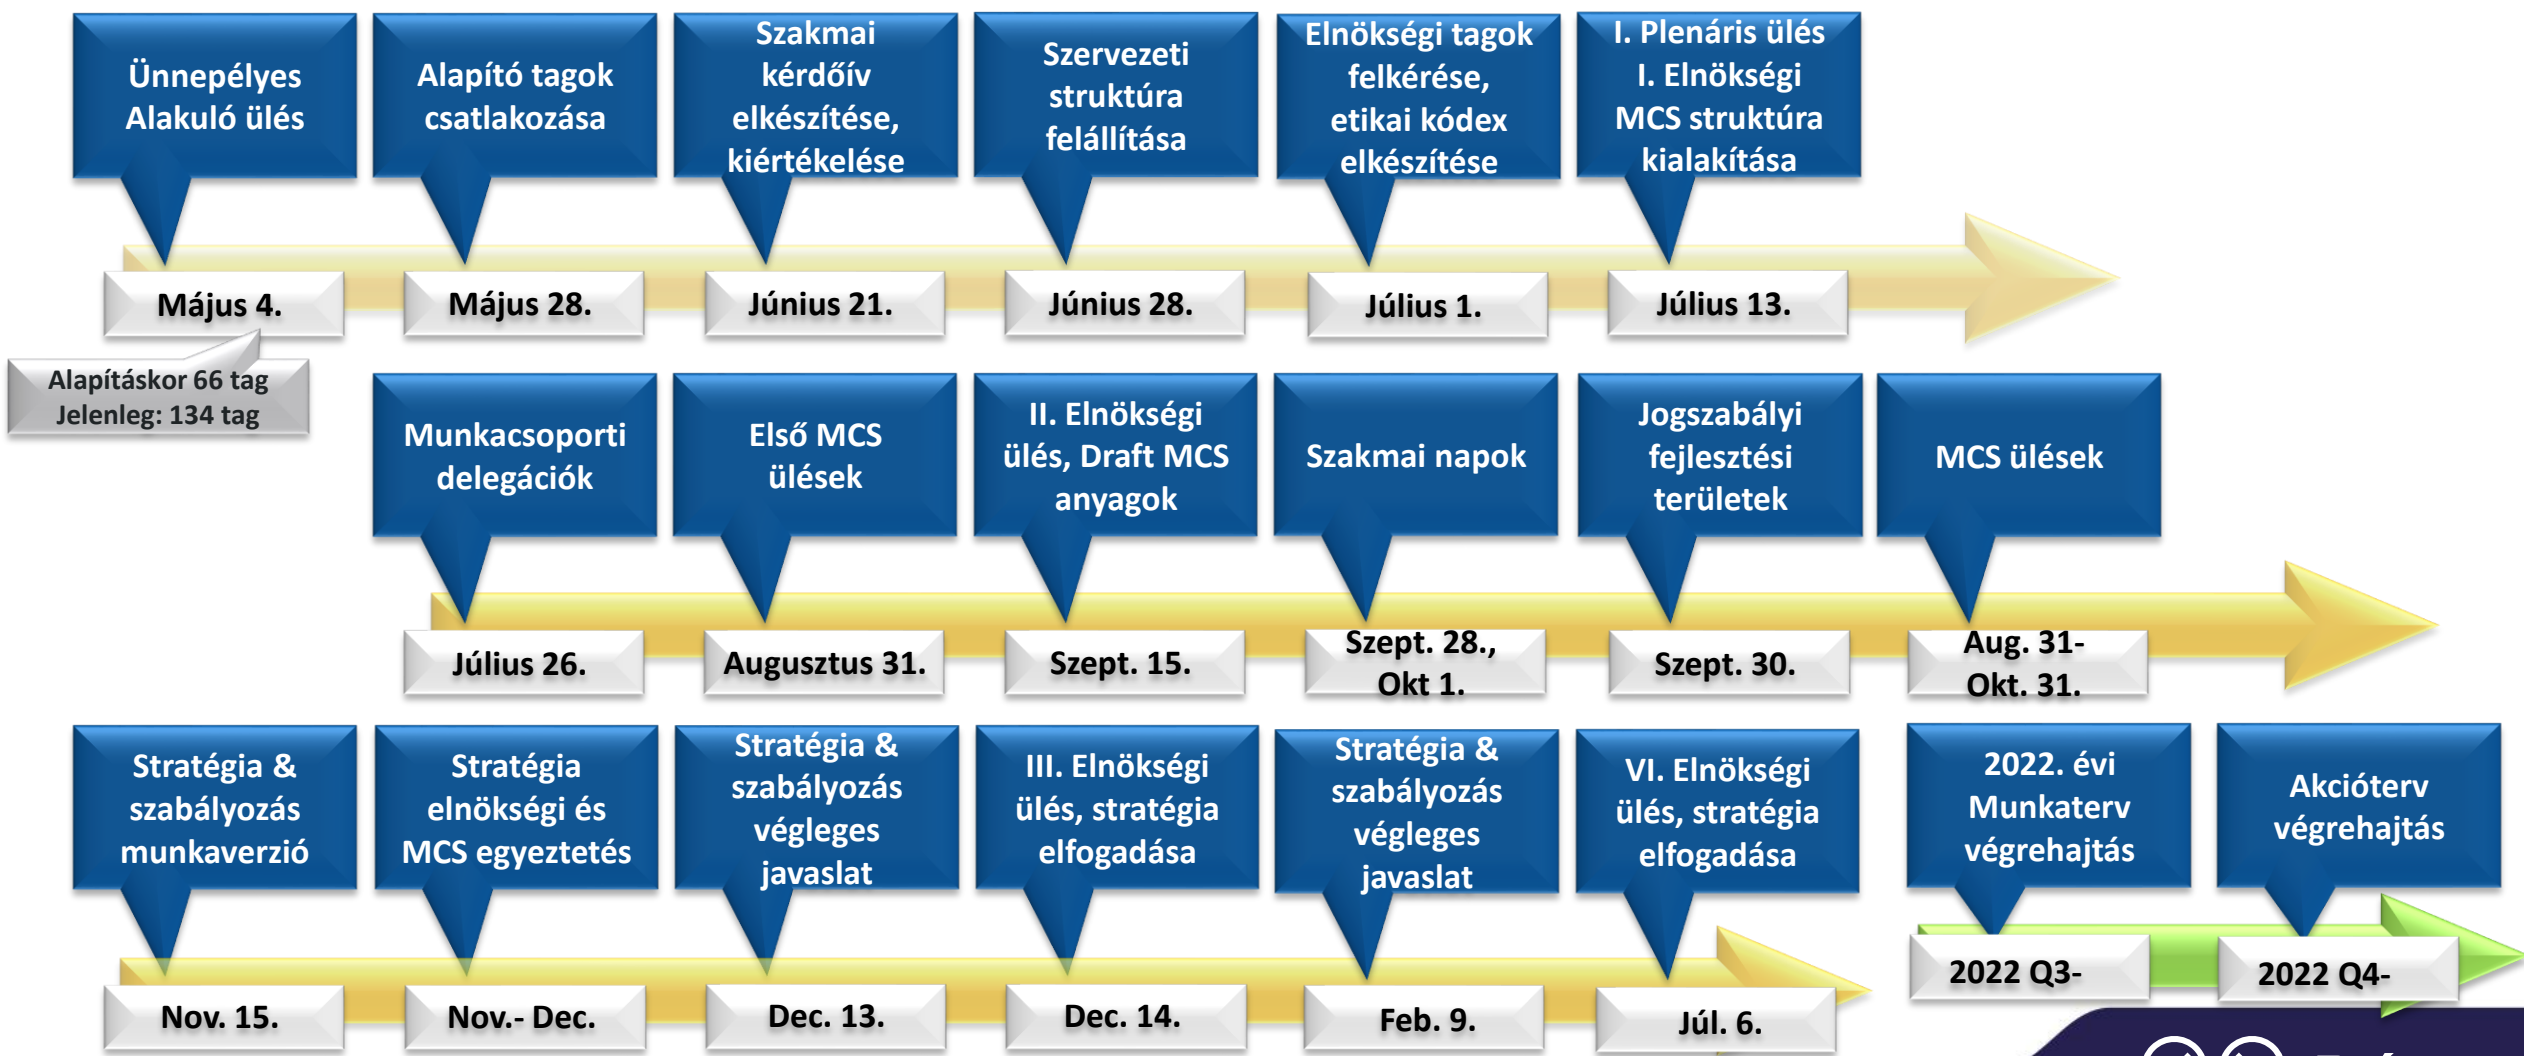 Ünnepélyes
Alakuló ülés
Alapító tagok
csatlakozása
Szakmai
kérdőív
elkészítése,
kiértékelése
Szervezeti
struktúra
felállítása
Elnökségi tagok
felkérése,
etikai kódex
elkészítése
I. Plenáris ülés
I. Elnökségi
MCS struktúra
kialakítása
Május 4.
Május 28.
Június 21.
Június 28.
Július 1.
Július 13.
Alapításkor 66 tag
Jelenleg: 134 tag
Munkacsoporti
delegációk
Első MCS
ülések
II. Elnökségi
ülés, Draft MCS
anyagok
Szakmai napok
Jogszabályi
fejlesztési
területek
MCS ülések
Július 26.
Augusztus 31.
Szept. 15.
Szept. 28.,
Okt 1.
Szept. 30.
Aug. 31-
Okt. 31.
Stratégia &
szabályozás
munkaverzió
Stratégia
elnökségi és
MCS egyeztetés
Stratégia &
szabályozás
végleges
javaslat
III. Elnökségi
ülés, stratégia
elfogadása
Stratégia &
szabályozás
végleges
javaslat
VI. Elnökségi
ülés, stratégia
elfogadása
2022. évi
Munkaterv
végrehajtás
Akcióterv
végrehajtás
Nov. 15.
Nov.- Dec.
Dec. 13.
Dec. 14.
Feb. 9.
Júl. 6.
2022 Q3-
2022 Q4-